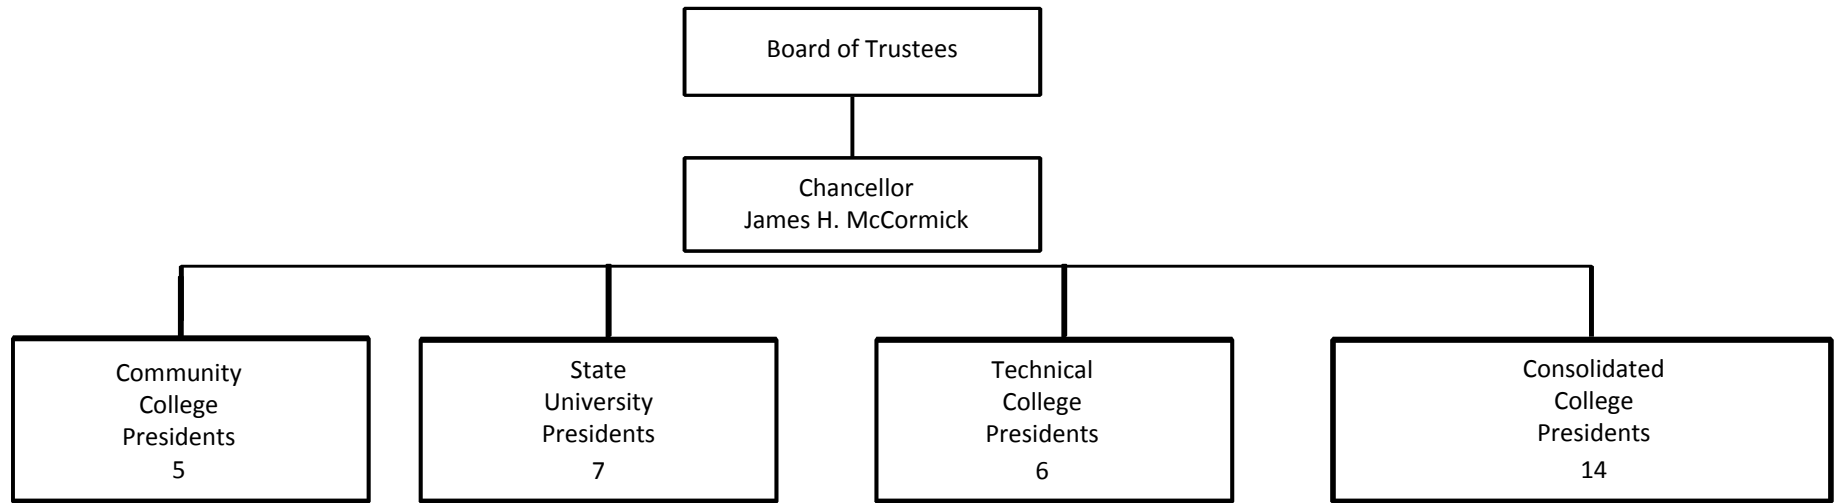 Board of Trustees
Chancellor
James H. McCormick
Community
College
Presidents
5
State
University
Presidents
7
Technical
College
Presidents
6
Consolidated
College
Presidents
14